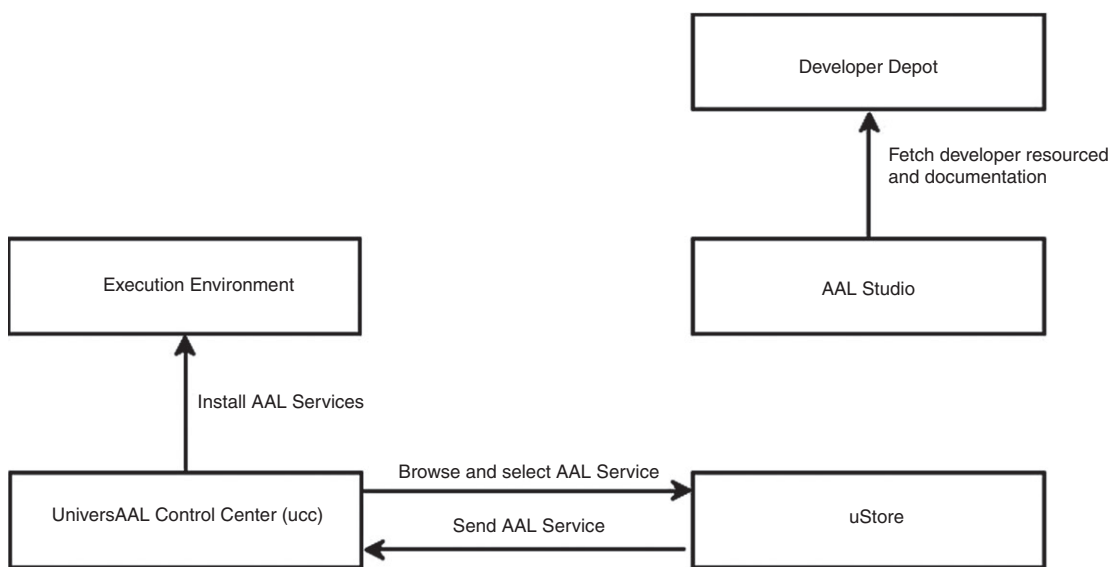 Developer Depot
Fetch developer resourced
and documentation
Execution Environment
AAL Studio
Install AAL Services
Browse and select AAL Service
UniversAAL Control Center (ucc)
uStore
Send AAL Service